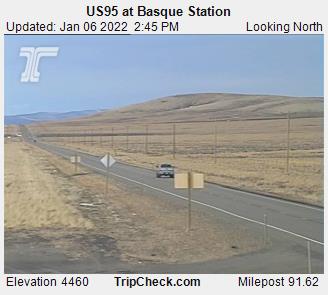 US95 at Basque Station
Updated: Jan 06 2022 2:45 PM Looking North
Elevation 4460 TripCheck.com Milepost 91.62